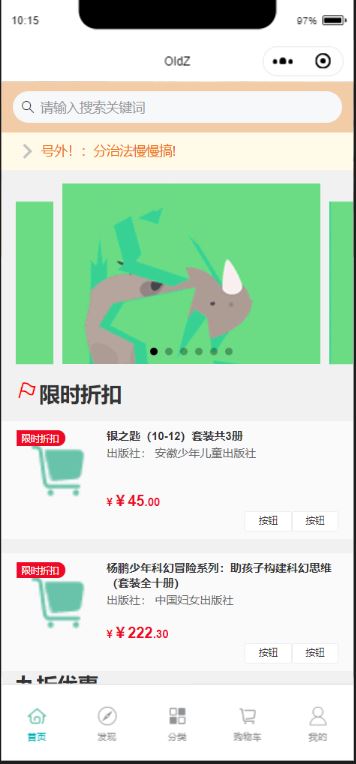 10:15
97%
OldZ
请输入搜索关键词
号外!：分治法慢慢搞!
限时折扣
限时折扣
银之匙（10-12）套装共3册
出版社： 安徽少年儿童出版社
¥ ¥ 45.00
按钮 按钮
限时折扣
杨鹏少年科幻冒险系列：助孩子构建科幻思维
（套装全十册）
出版社： 中国妇女出版社
¥ ¥ 222.30
按钮 按钮
九折优惠
首页 发现 分类 购物车 我的